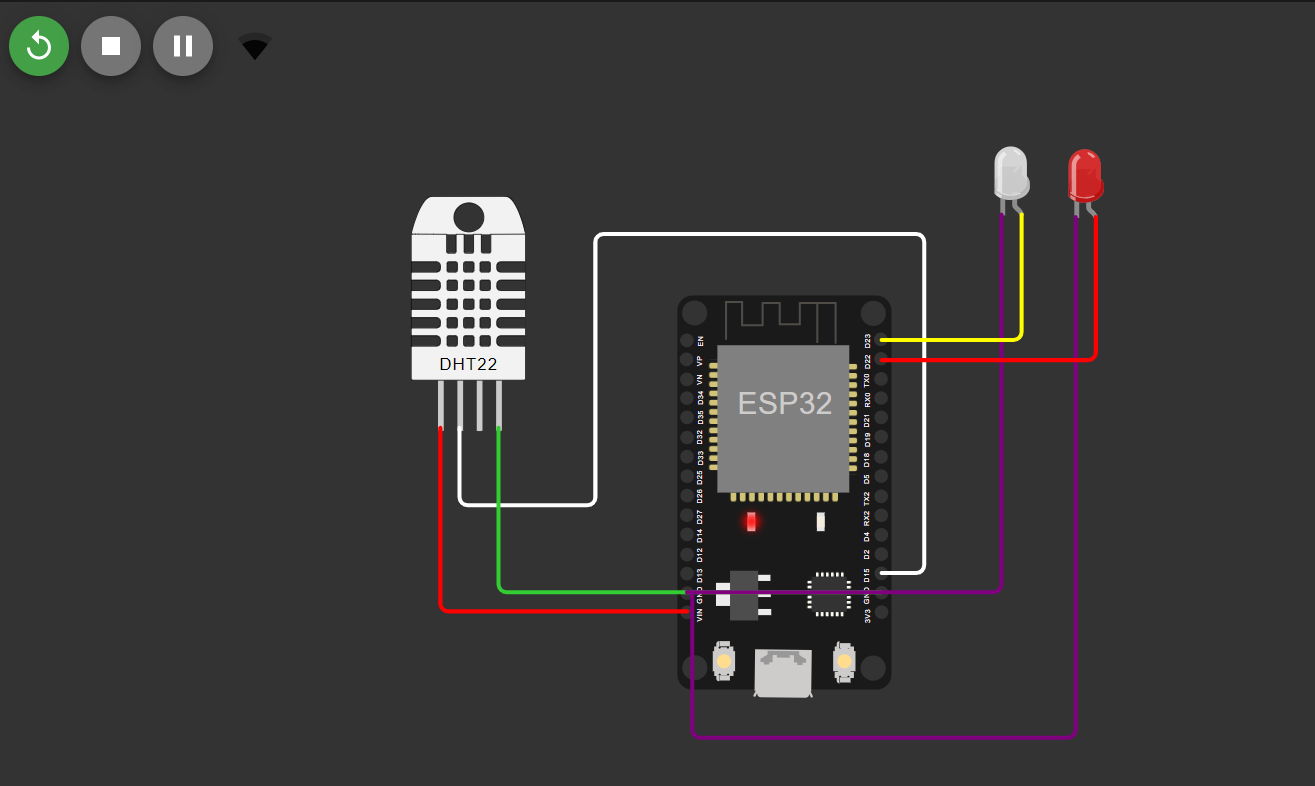 DHT22
ESP32
EN
VP
VN
D34
D35
D32
D33
D25
D26
D27
D14
D12
D13
GND
VIN
D23
D22
TX0
RX0
D21
D19
D18
D5
TX2
RX2
D4
D2
D15
GND
3V3